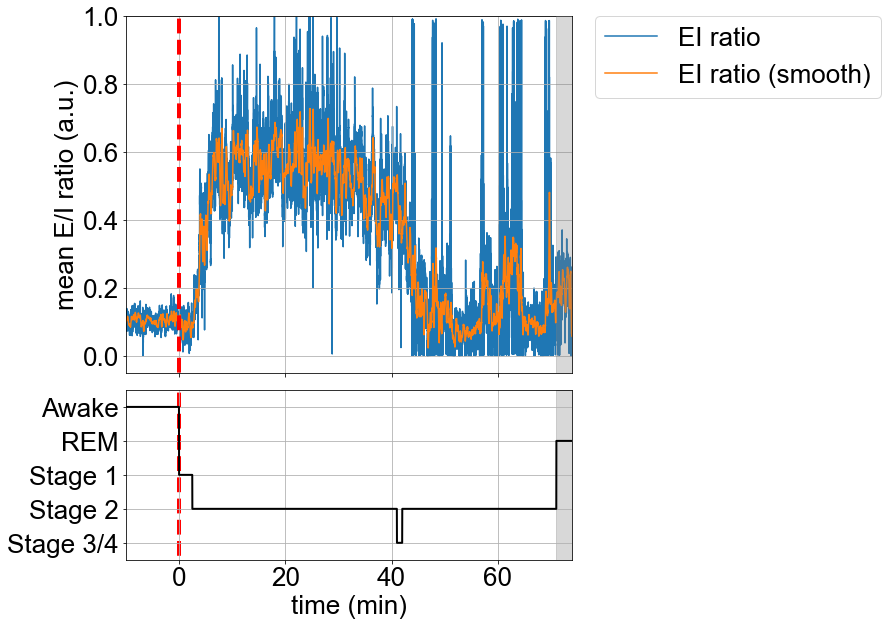 mean E/I ratio (a.u.)
1.0
0.8
0.6
0.4
0.2
0.0
EI ratio
EI ratio (smooth)
Awake
REM
Stage 1
Stage 2
Stage 3/4
0 20 40 60
time (min)